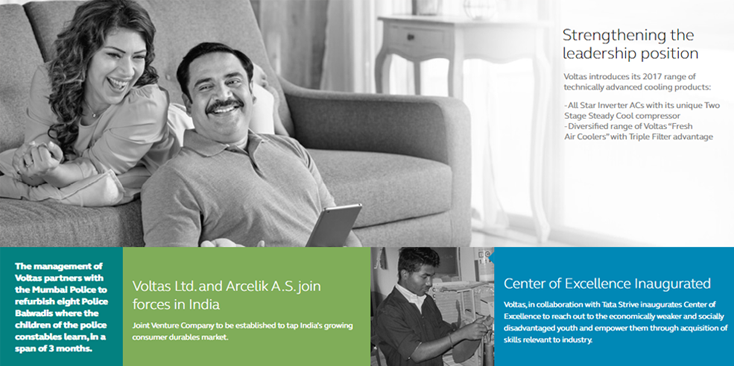 Strengthening the
leadership position
Voltas introduces its 2017 range of
technically advanced cooling products:
-All Star Inverter ACs with its unique Two
Stage Steady Cool compressor
-Diversified range of Voltas “Fresh
Air Coolers” with Triple Filter advantage
The management of
Voltas partners with
the Mumbai Police to
refurbish eight Police
Balwadis where the
children of the police
constables learn, in a
span of 3 months.
Voltas Ltd. and Arcelik A.S. join
forces in India
Joint Venture Company to be established to tap India's growing
consumer durables market.
Center of Excellence Inaugurated
Voltas, in collaboration with Tata Strive inaugurates Center of
Excellence to reach out to the economically weaker and socially
disadvantaged youth and empower them through acquisition of
skills relevant to industry.